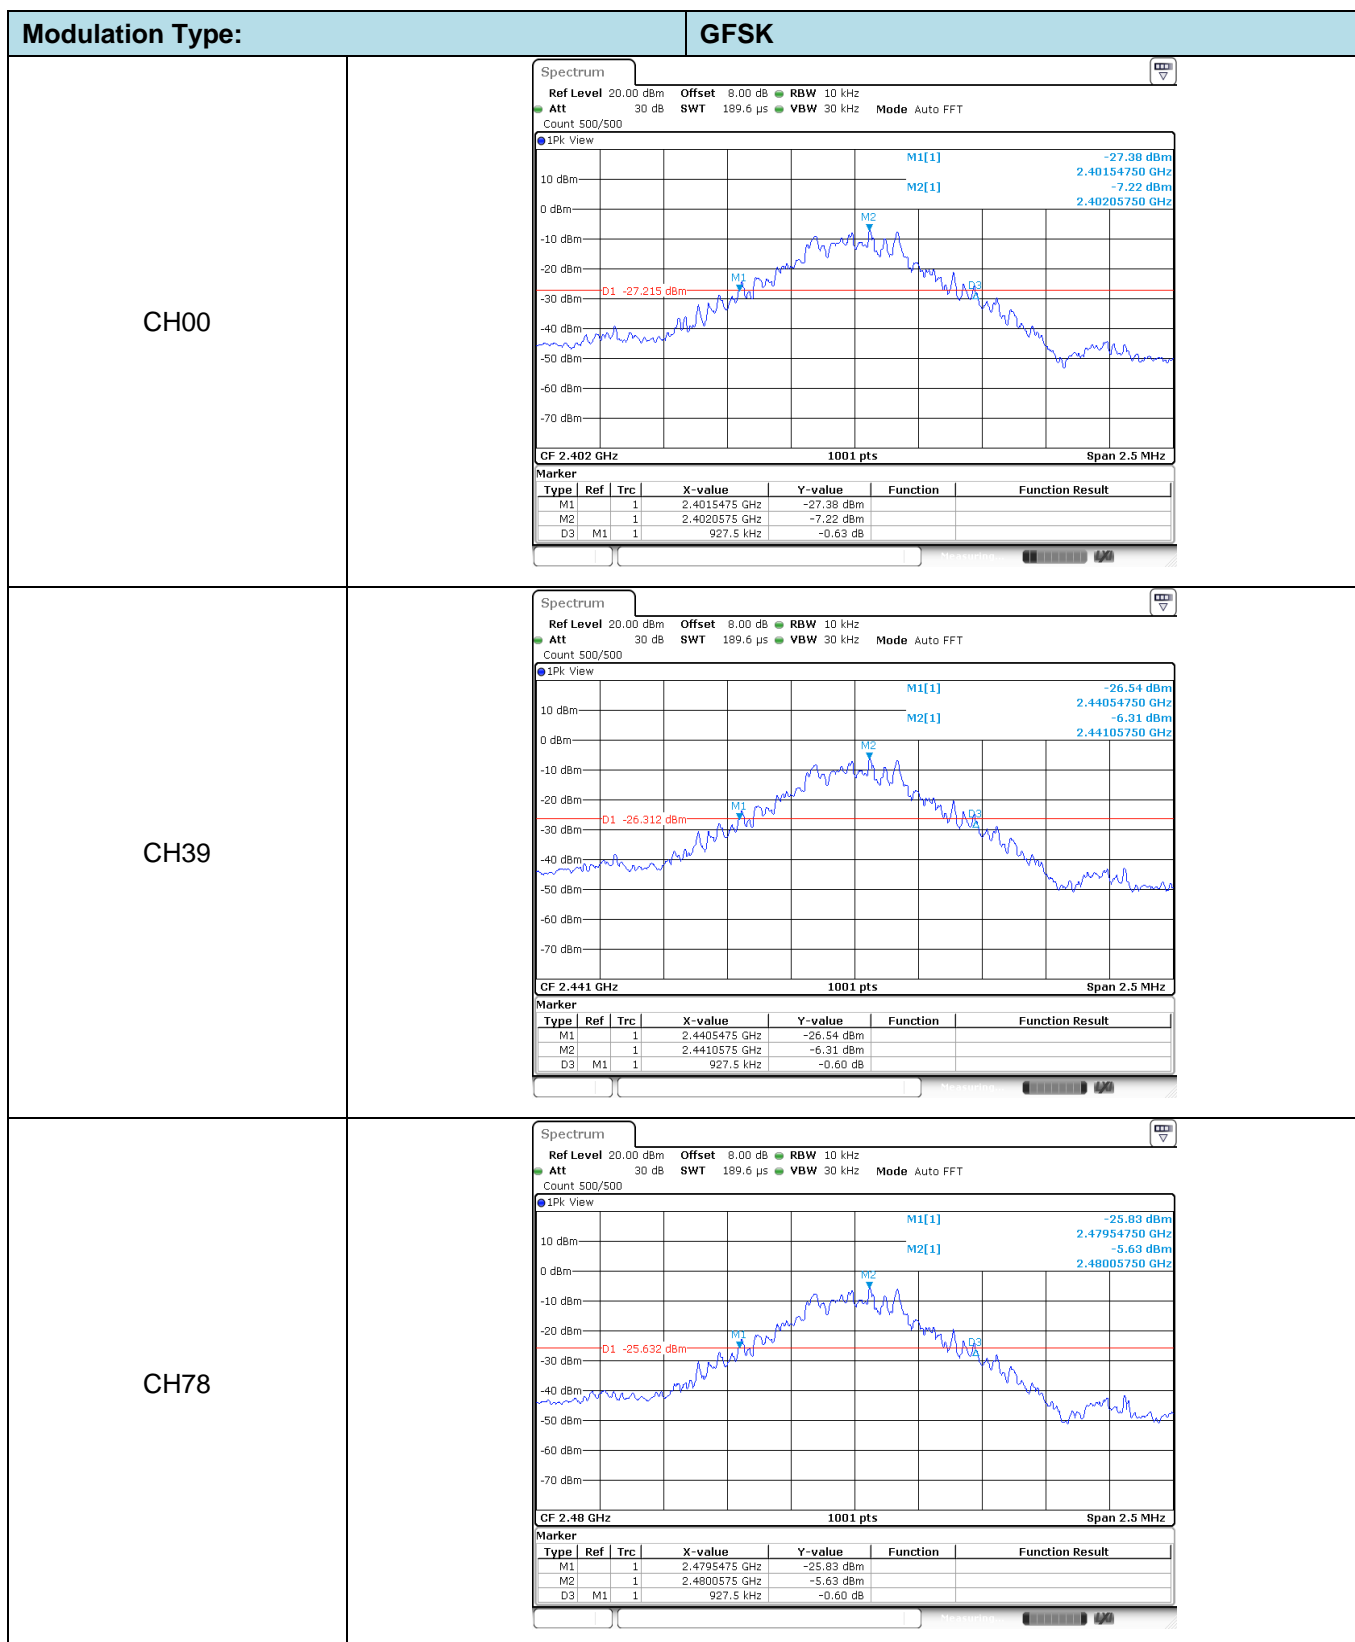 Modulation Type: GFSK
CH00
Spectrum
Ref Level 20.00 dBm Offset 8.00 dB RBW 10 kHz
Att 30 dB SWT 189.6 µs VBW 30 kHz Mode Auto FFT
Count 500/500
1Pk View
M1[1] -27.38 dBm
2.40154750 GHz
10 dBm
M2[1] -7.22 dBm
2.40205750 GHz
0 dBm
M2
-10 dBm
-20 dBm
M1
D3
D1 -27.215 dBm
-30 dBm
-40 dBm
-50 dBm
-60 dBm
-70 dBm
CF 2.402 GHz 1001 pts Span 2.5 MHz
Marker
Type Ref Trc X-value Y-value Function Function Result
M1 1 2.4015475 GHz -27.38 dBm
M2 1 2.4020575 GHz -7.22 dBm
D3 M1 1 927.5 kHz -0.63 dB
Measuring...
CH39
Spectrum
Ref Level 20.00 dBm Offset 8.00 dB RBW 10 kHz
Att 30 dB SWT 189.6 µs VBW 30 kHz Mode Auto FFT
Count 500/500
1Pk View
M1[1] -26.54 dBm
2.44054750 GHz
10 dBm
M2[1] -6.31 dBm
2.44105750 GHz
0 dBm
M2
-10 dBm
-20 dBm
M1
D3
D1 -26.312 dBm
-30 dBm
-40 dBm
-50 dBm
-60 dBm
-70 dBm
CF 2.441 GHz 1001 pts Span 2.5 MHz
Marker
Type Ref Trc X-value Y-value Function Function Result
M1 1 2.4405475 GHz -26.54 dBm
M2 1 2.4410575 GHz -6.31 dBm
D3 M1 1 927.5 kHz -0.60 dB
Measuring...
CH78
Spectrum
Ref Level 20.00 dBm Offset 8.00 dB RBW 10 kHz
Att 30 dB SWT 189.6 µs VBW 30 kHz Mode Auto FFT
Count 500/500
1Pk View
M1[1] -25.83 dBm
2.47954750 GHz
10 dBm
M2[1] -5.63 dBm
2.48005750 GHz
0 dBm
M2
-10 dBm
-20 dBm
M1
D3
D1 -25.632 dBm
-30 dBm
-40 dBm
-50 dBm
-60 dBm
-70 dBm
CF 2.48 GHz 1001 pts Span 2.5 MHz
Marker
Type Ref Trc X-value Y-value Function Function Result
M1 1 2.4795475 GHz -25.83 dBm
M2 1 2.4800575 GHz -5.63 dBm
D3 M1 1 927.5 kHz -0.60 dB
Measuring...